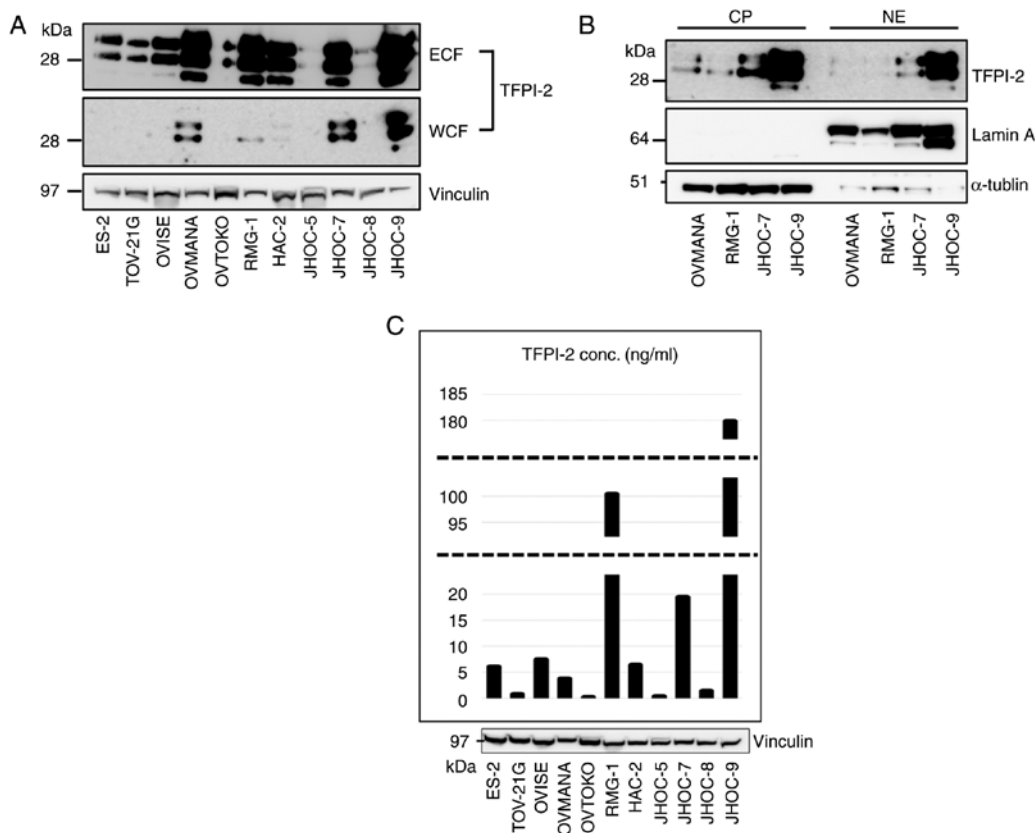 A
kDa
28
ECF
TFPI-2
28
WCF
97
Vinculin
ES-2
TOV-21G
OVISE
OVMANA
OVTOKO
RMG-1
HAC-2
JHOC-5
JHOC-7
JHOC-8
JHOC-9
B
CP
NE
kDa
28
TFPI-2
64
Lamin A
51
α-tublin
OVMANA
RMG-1
JHOC-7
JHOC-9
OVMANA
RMG-1
JHOC-7
JHOC-9
C
TFPI-2 conc. (ng/ml)
185
180
100
95
20
15
10
5
0
97
Vinculin
kDa
ES-2
TOV-21G
OVISE
OVMANA
OVTOKO
RMG-1
HAC-2
JHOC-5
JHOC-7
JHOC-8
JHOC-9